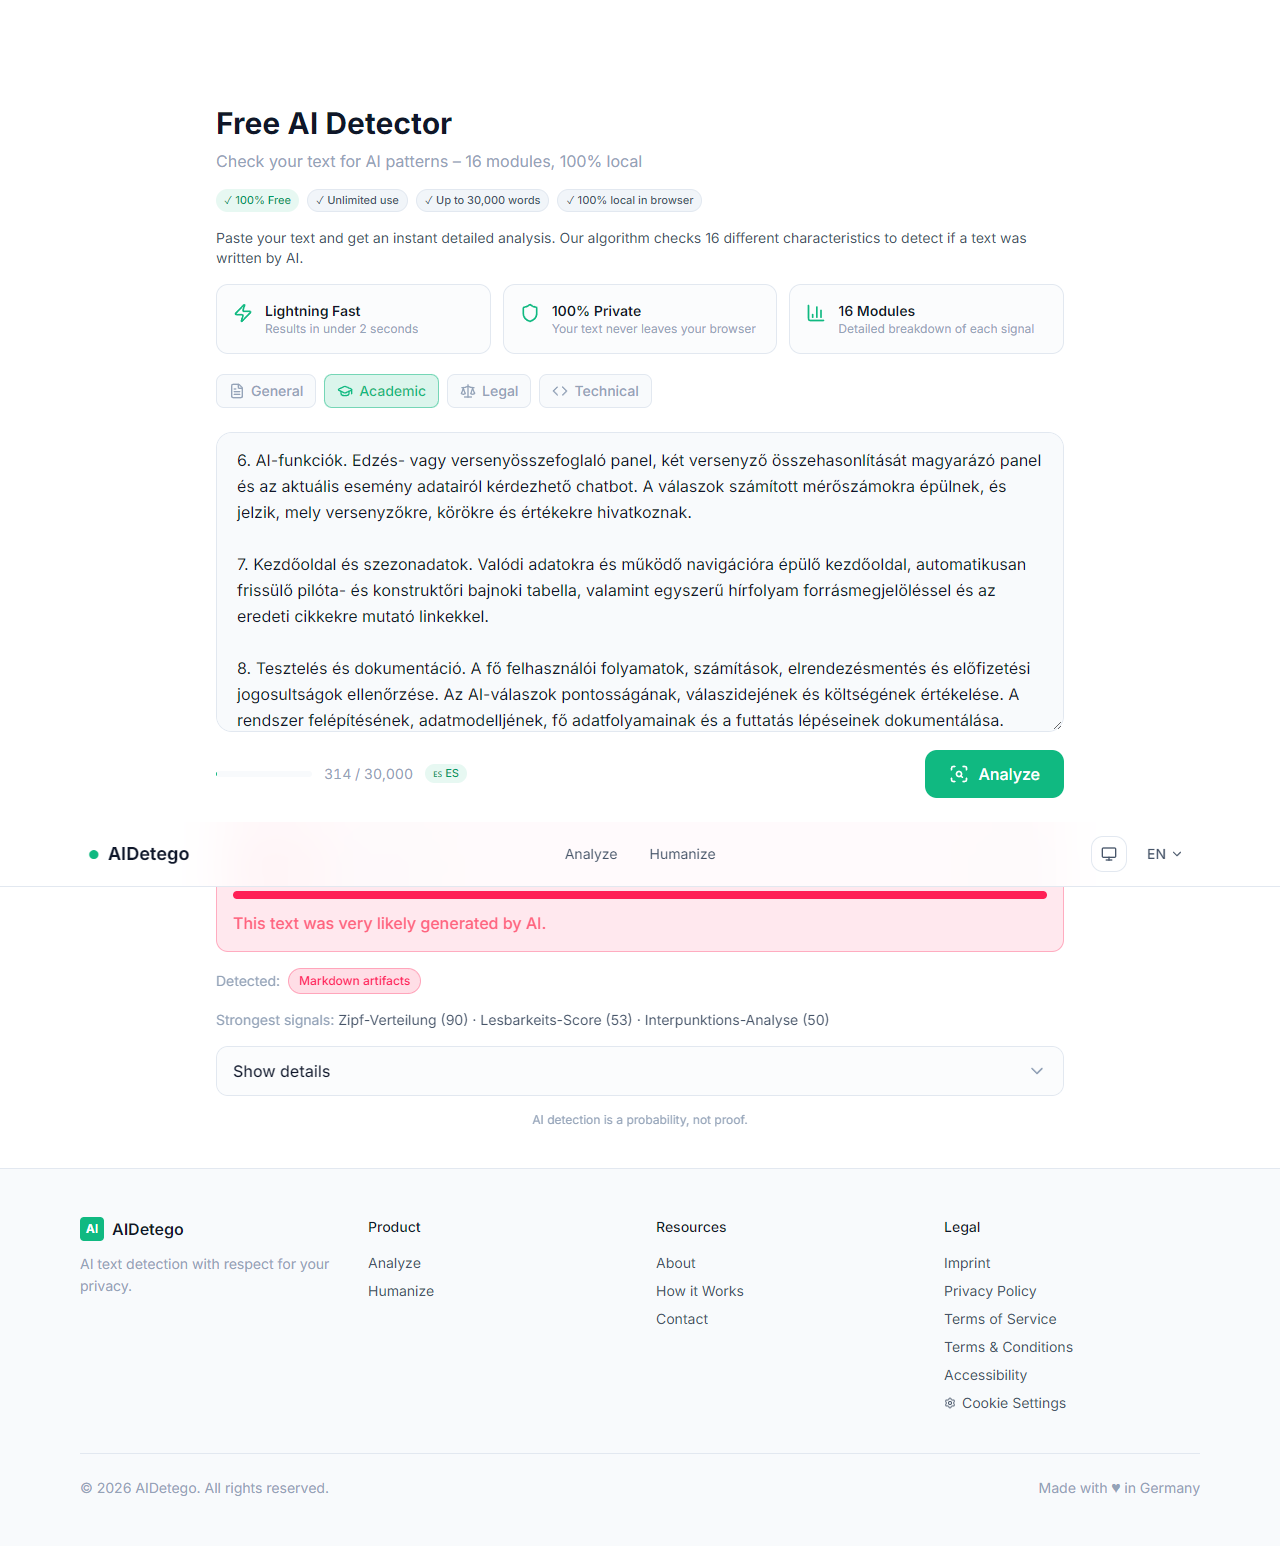 Free AI Detector
Check your text for AI patterns – 16 modules, 100% local
✓ 100% Free ✓ Unlimited use ✓ Up to 30,000 words ✓ 100% local in browser
Paste your text and get an instant detailed analysis. Our algorithm checks 16 different characteristics to detect if a text was
written by AI.
Lightning Fast
Results in under 2 seconds
100% Private
Your text never leaves your browser
16 Modules
Detailed breakdown of each signal
General Academic Legal Technical
6. AI-funkciók. Edzés- vagy versenyösszefoglaló panel, két versenyző összehasonlítását magyarázó panel
és az aktuális esemény adatairól kérdezhető chatbot. A válaszok számított mérőszámokra épülnek, és
jelzik, mely versenyzőkre, körökre és értékekre hivatkoznak.
7. Kezdőoldal és szezonadatok. Valódi adatokra és működő navigációra épülő kezdőoldal, automatikusan
frissülő pilóta- és konstruktőri bajnoki tabella, valamint egyszerű hírfolyam forrásmegjelöléssel és az
eredeti cikkekre mutató linkekkel.
8. Tesztelés és dokumentáció. A fő felhasználói folyamatok, számítások, elrendezésmentés és előfizetési
jogosultságok ellenőrzése. Az AI-válaszok pontosságának, válaszidejének és költségének értékelése. A
rendszer felépítésének, adatmodelljének, fő adatfolyamainak és a futtatás lépéseinek dokumentálása.
314 / 30,000 ES ES
Analyze
AIDetego Analyze Humanize EN
This text was very likely generated by AI.
Detected: Markdown artifacts
Strongest signals: Zipf-Verteilung (90) · Lesbarkeits-Score (53) · Interpunktions-Analyse (50)
Show details
AI detection is a probability, not proof.
AI AIDetego
AI text detection with respect for your
privacy.
Product
Analyze
Humanize
Resources
About
How it Works
Contact
Legal
Imprint
Privacy Policy
Terms of Service
Terms & Conditions
Accessibility
Cookie Settings
© 2026 AIDetego. All rights reserved.
Made with ♥ in Germany